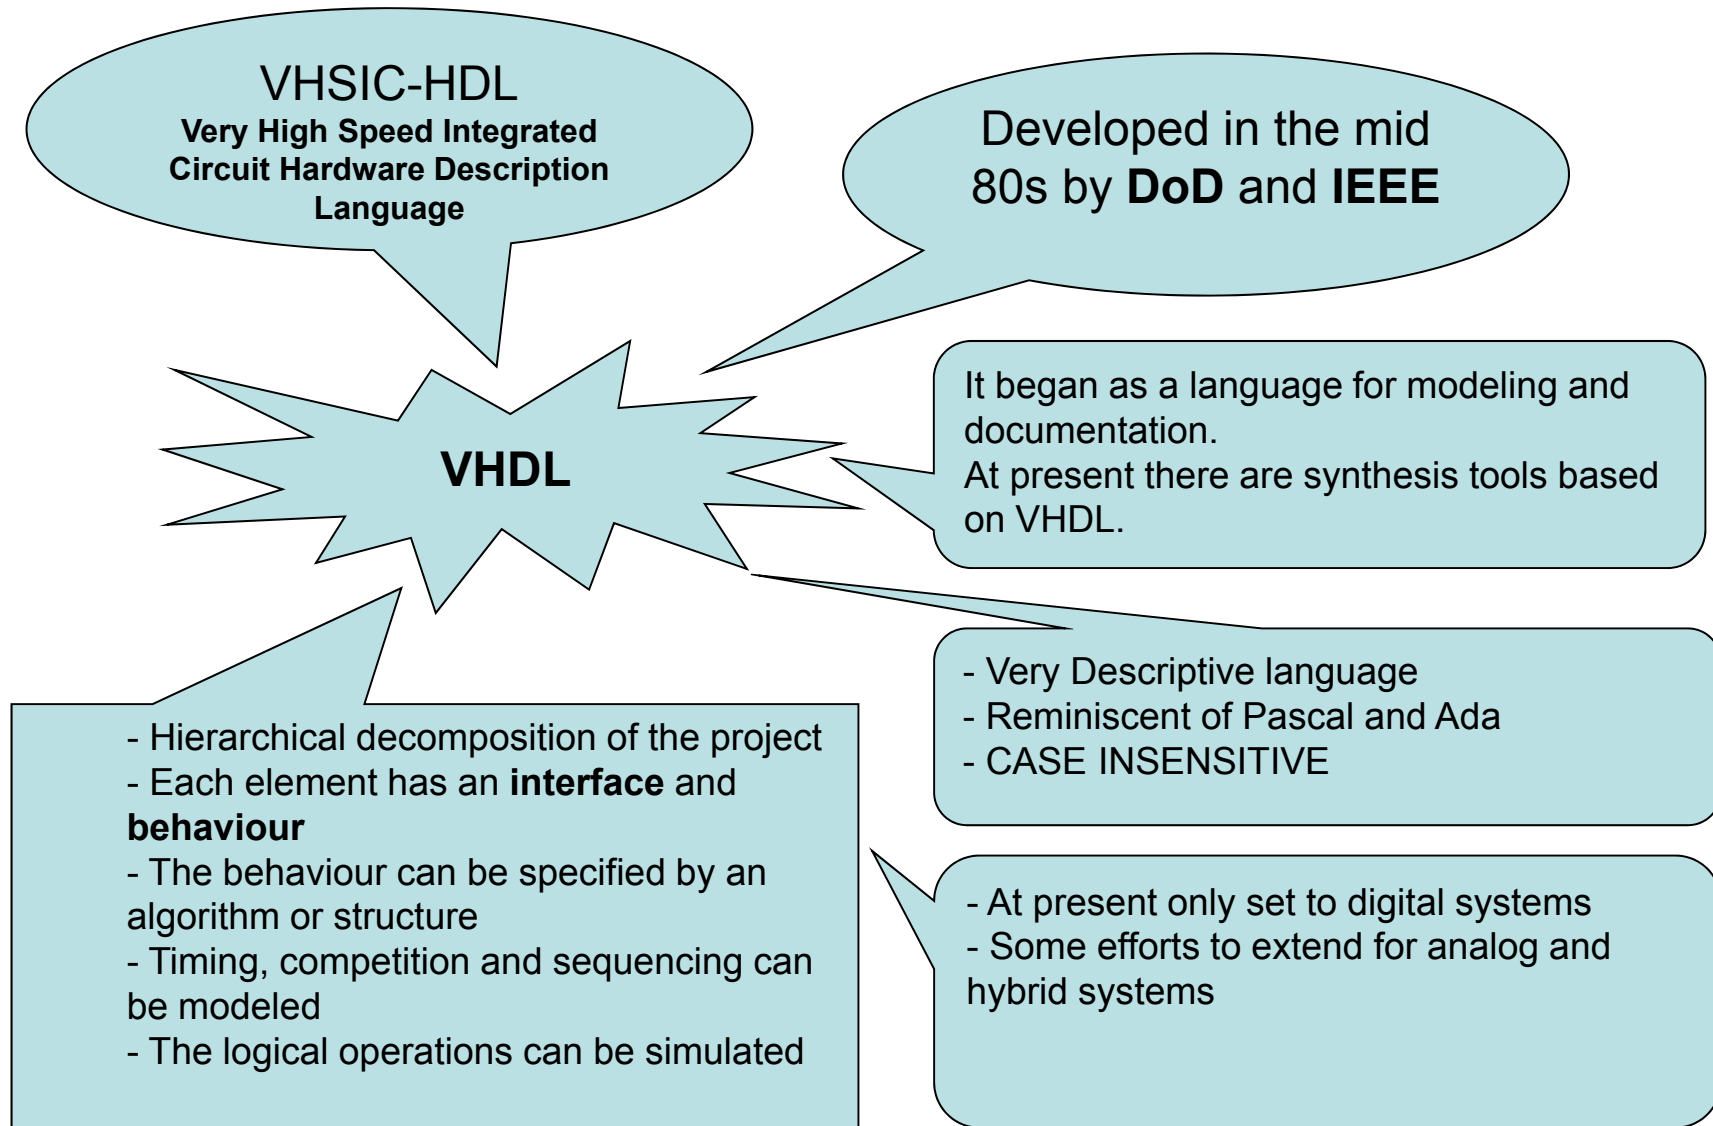 VHSIC-HDL
Very High Speed Integrated
Circuit Hardware Description
Language
Developed in the mid
80s by DoD and IEEE
VHDL
It began as a language for modeling and
documentation.
At present there are synthesis tools based
on VHDL.
- Very Descriptive language
- Reminiscent of Pascal and Ada
- CASE INSENSITIVE
- Hierarchical decomposition of the project
- Each element has an interface and
behaviour
- The behaviour can be specified by an
algorithm or structure
- Timing, competition and sequencing can
be modeled
- The logical operations can be simulated
- At present only set to digital systems
- Some efforts to extend for analog and
hybrid systems